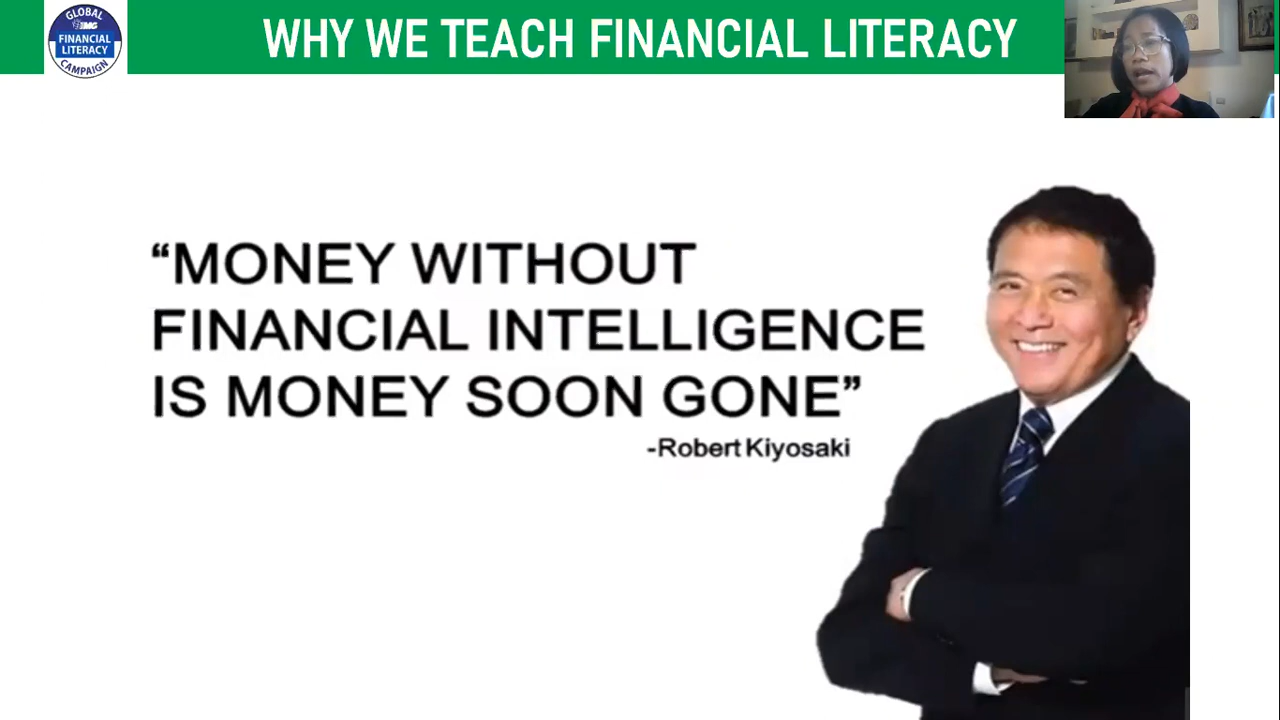 GLOBAL
IMG
FINANCIAL
LITERACY
CAMPAIGN
WHY WE TEACH FINANCIAL LITERACY
“MONEY WITHOUT
FINANCIAL INTELLIGENCE
IS MONEY SOON GONE”
-Robert Kiyosaki